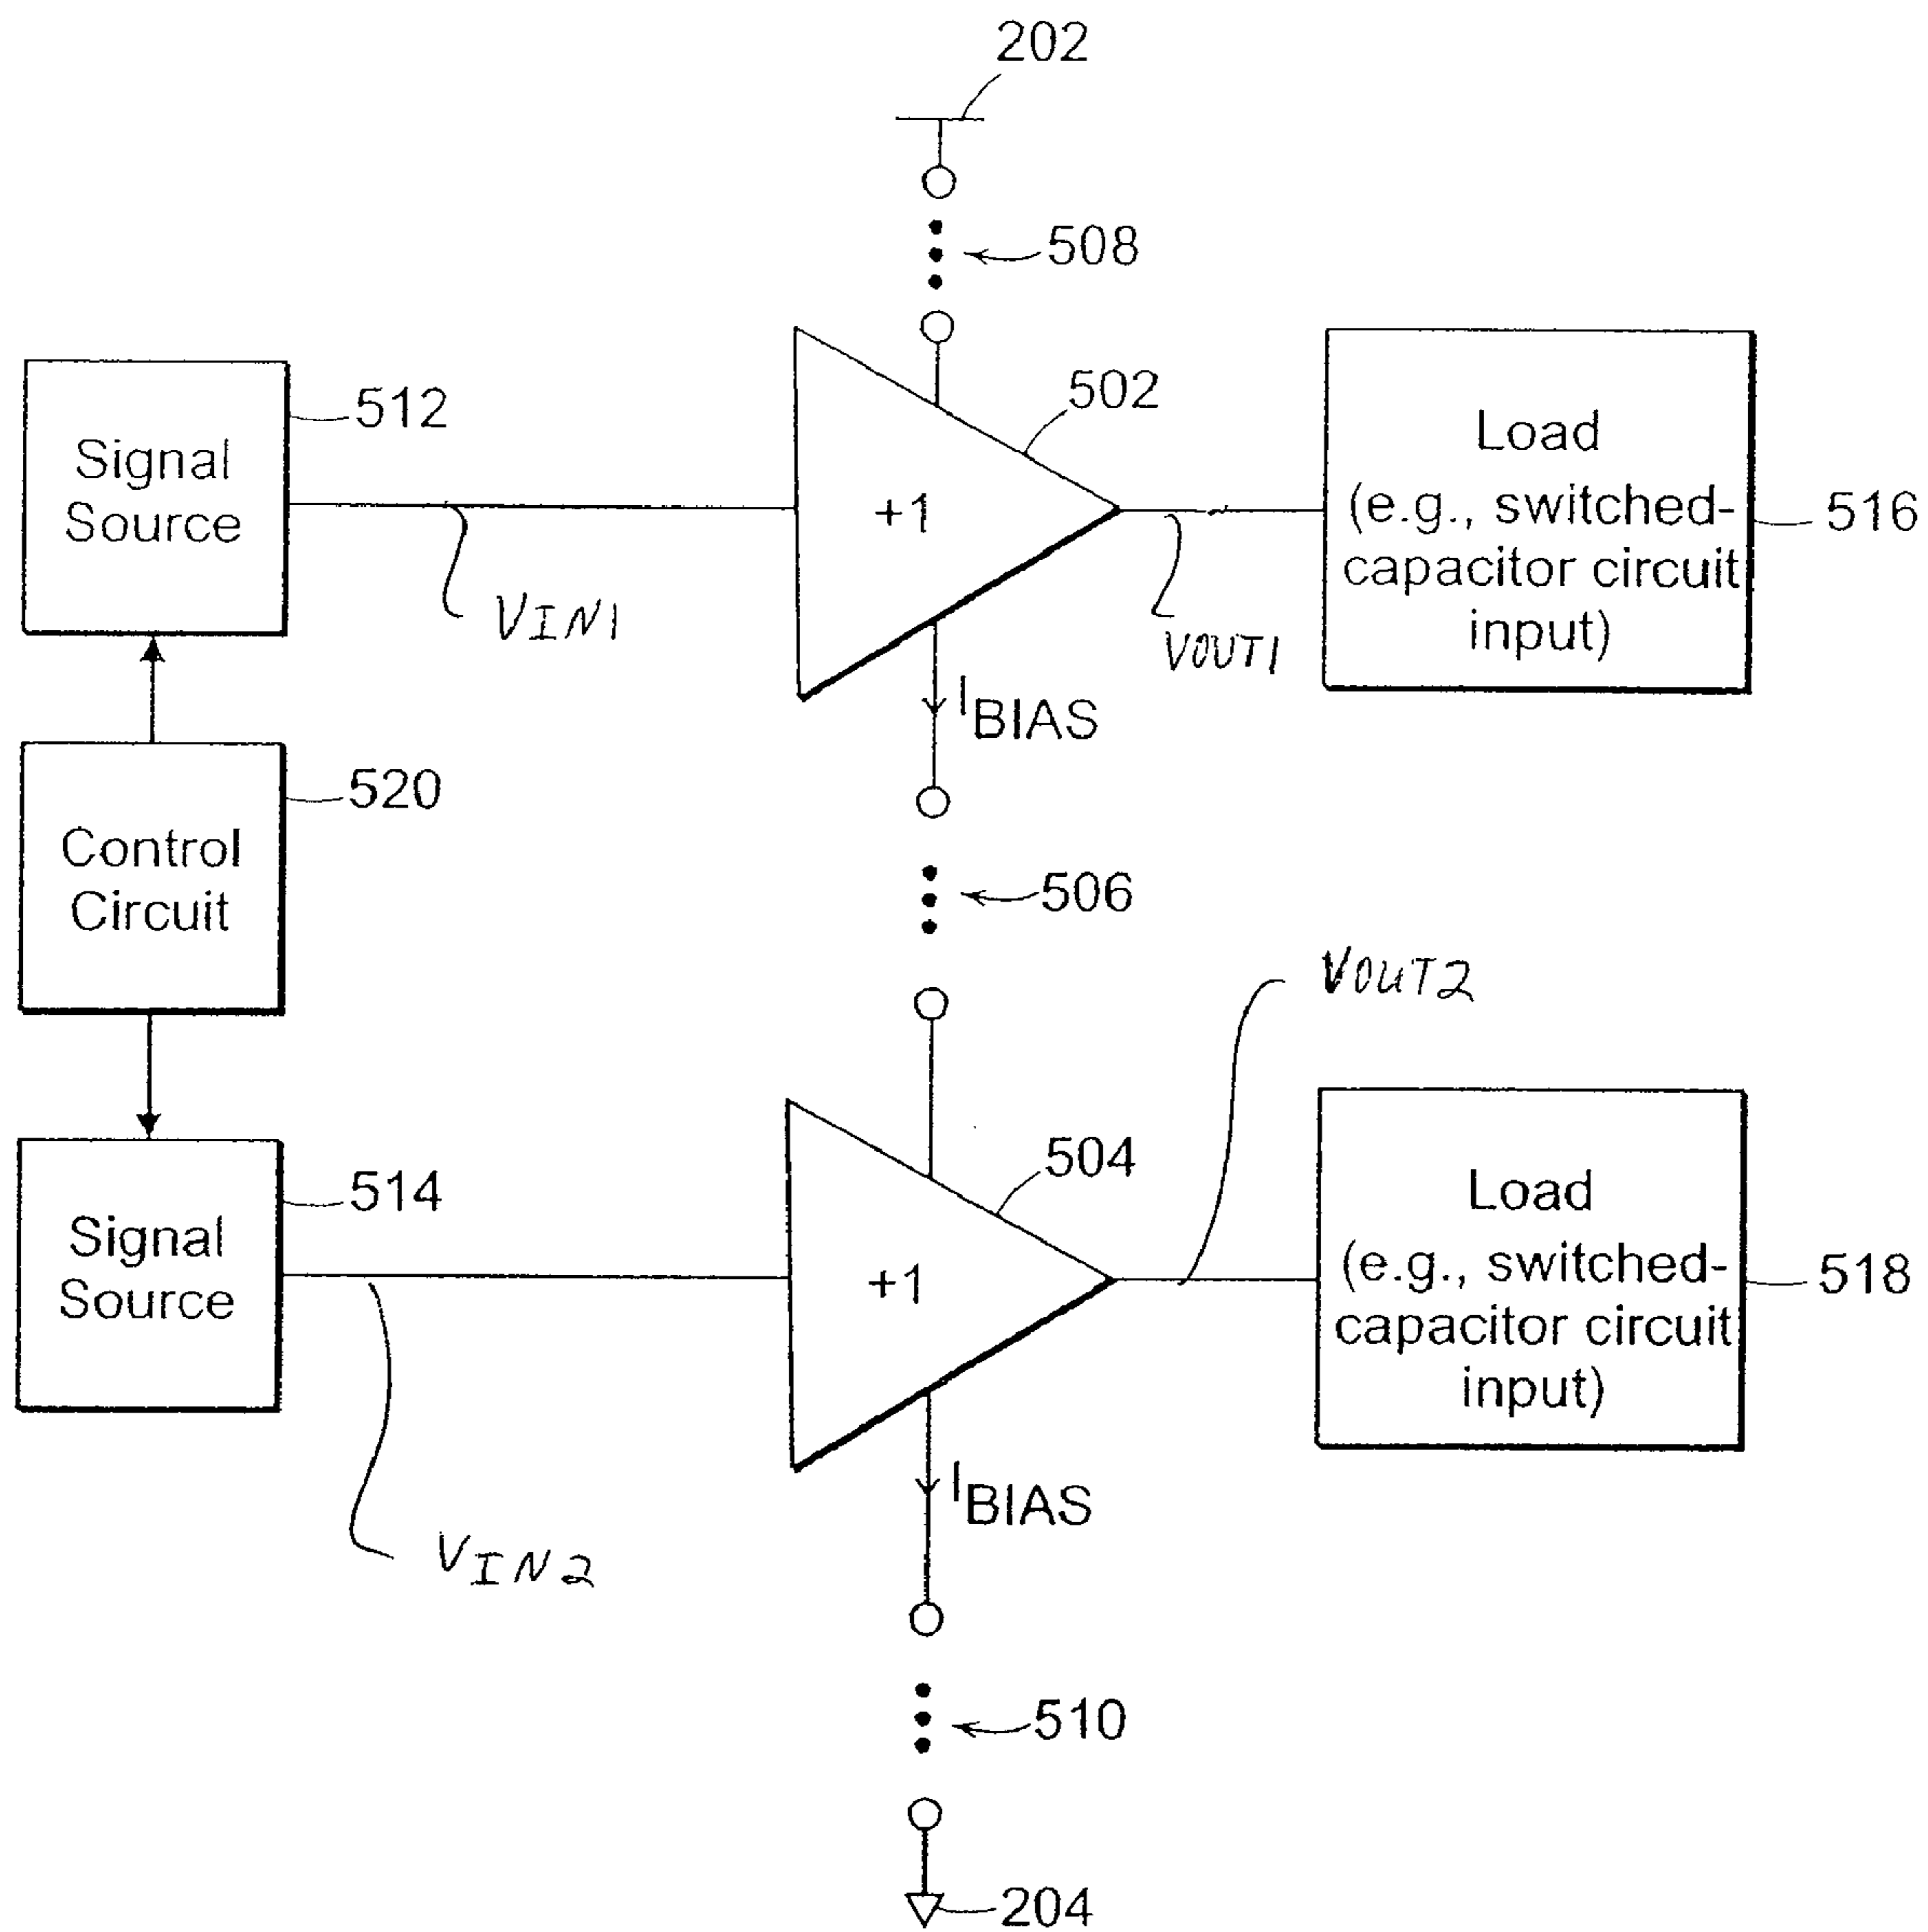 202
508
502
512
Signal
Source
+1
Load
(e.g., switched-
capacitor circuit
input)
516
VIN1
VOUT1
IBIAS
520
Control
Circuit
506
VOUT2
504
514
Signal
Source
+1
Load
(e.g., switched-
capacitor circuit
input)
518
IBIAS
VIN2
510
204